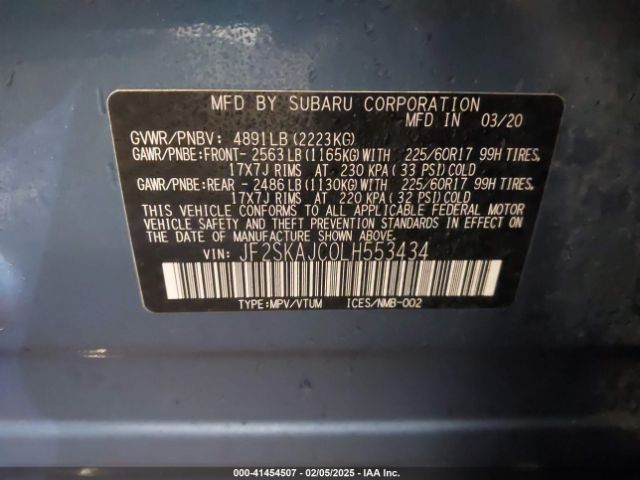 MFD BY SUBARU CORPORATION
MFD IN 03/20
GVWR/PNBV: 4891LB (2223KG)
GAWR/PNBE:FRONT- 2563 LB (1165KG) WITH 225/60R17 99H TIRES,
17X7J RIMS AT 230 KPA (33 PSI) COLD
GAWR/PNBE:REAR - 2486 LB (1130KG) WITH 225/60R17 99H TIRES,
17X7J RIMS AT 220 KPA (32 PSI) COLD
THIS VEHICLE CONFORMS TO ALL APPLICABLE FEDERAL MOTOR
VEHICLE SAFETY AND THEFT PREVENTION STANDARDS IN
EFFECT ON THE DATE OF MANUFACTURE SHOWN ABOVE.
VIN: JF2SKAJC0LH553434
TYPE:MPV/VTUM ICES/NMB-002
000-41454507 - 02/05/2025 - IAA Inc.